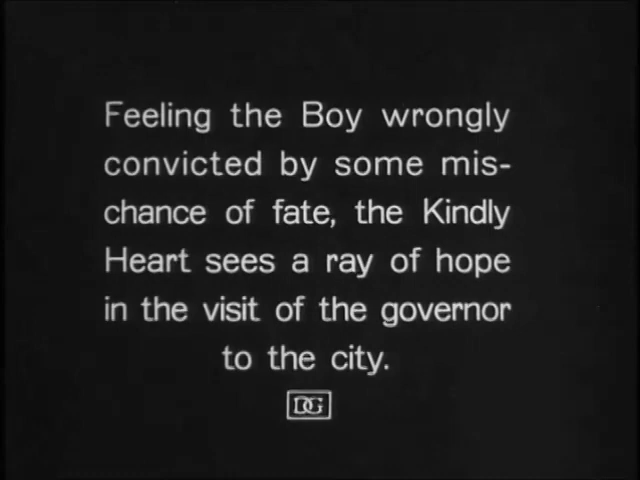 Feeling the Boy wrongly
convicted by some mis-
chance of fate, the Kindly
Heart sees a ray of hope
in the visit of the governor
to the city.
DG